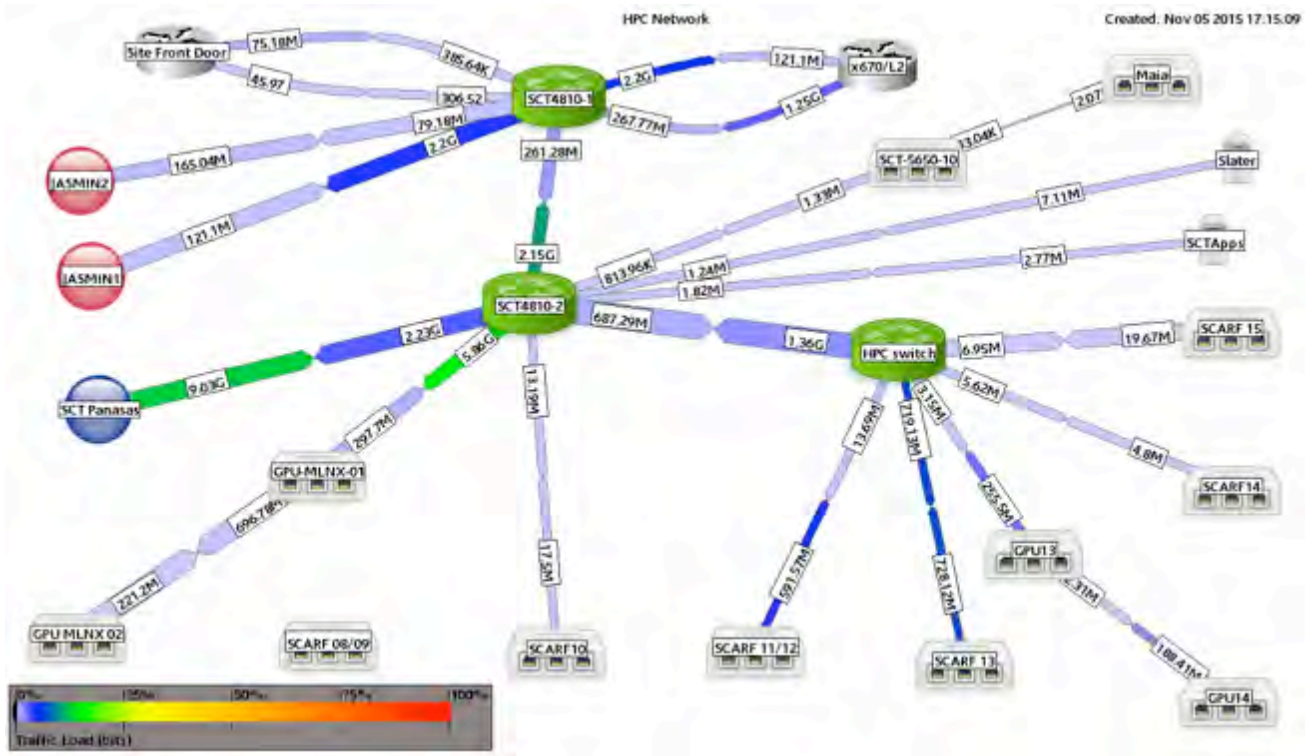 HPC Network
Created: Nov 05 2015 17.15.09
Site Front Door
75.18M
385.64K
45.97
306.52
SCT4810-1
2.2G
121.1M
x670/L2
267.77M
1.25G
Maia
2.07
13.04K
SCT-5650-10
79.18M
165.04M
2.2G
JASMIN2
121.1M
JASMIN1
261.28M
2.15G
1.33M
813.96K
Slater
7.11M
1.24M
SCTApps
2.77M
1.82M
SCT4810-2
687.29M
1.36G
HPC switch
6.95M
19.67M
SCARF 15
2.23G
9.03G
SCT Panasas
5.86G
297.7M
GPU-MLNX-01
696.78M
221.2M
GPU MLNX 02
13.19M
17.5M
SCARF10
SCARF 08/09
13.69M
591.57M
SCARF 11/12
719.13M
728.12M
SCARF 13
3.15M
255.5M
GPU13
2.31M
188.41M
GPU14
5.62M
4.8M
SCARF14
0%
25%
50%
75%
100%
Traffic Load (bits)